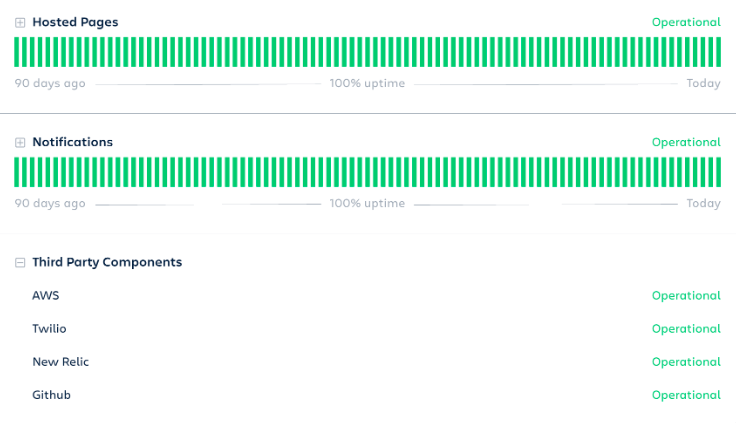 Hosted Pages Operational
90 days ago 100% uptime Today
Notifications Operational
90 days ago 100% uptime Today
Third Party Components
AWS Operational
Twilio Operational
New Relic Operational
Github Operational